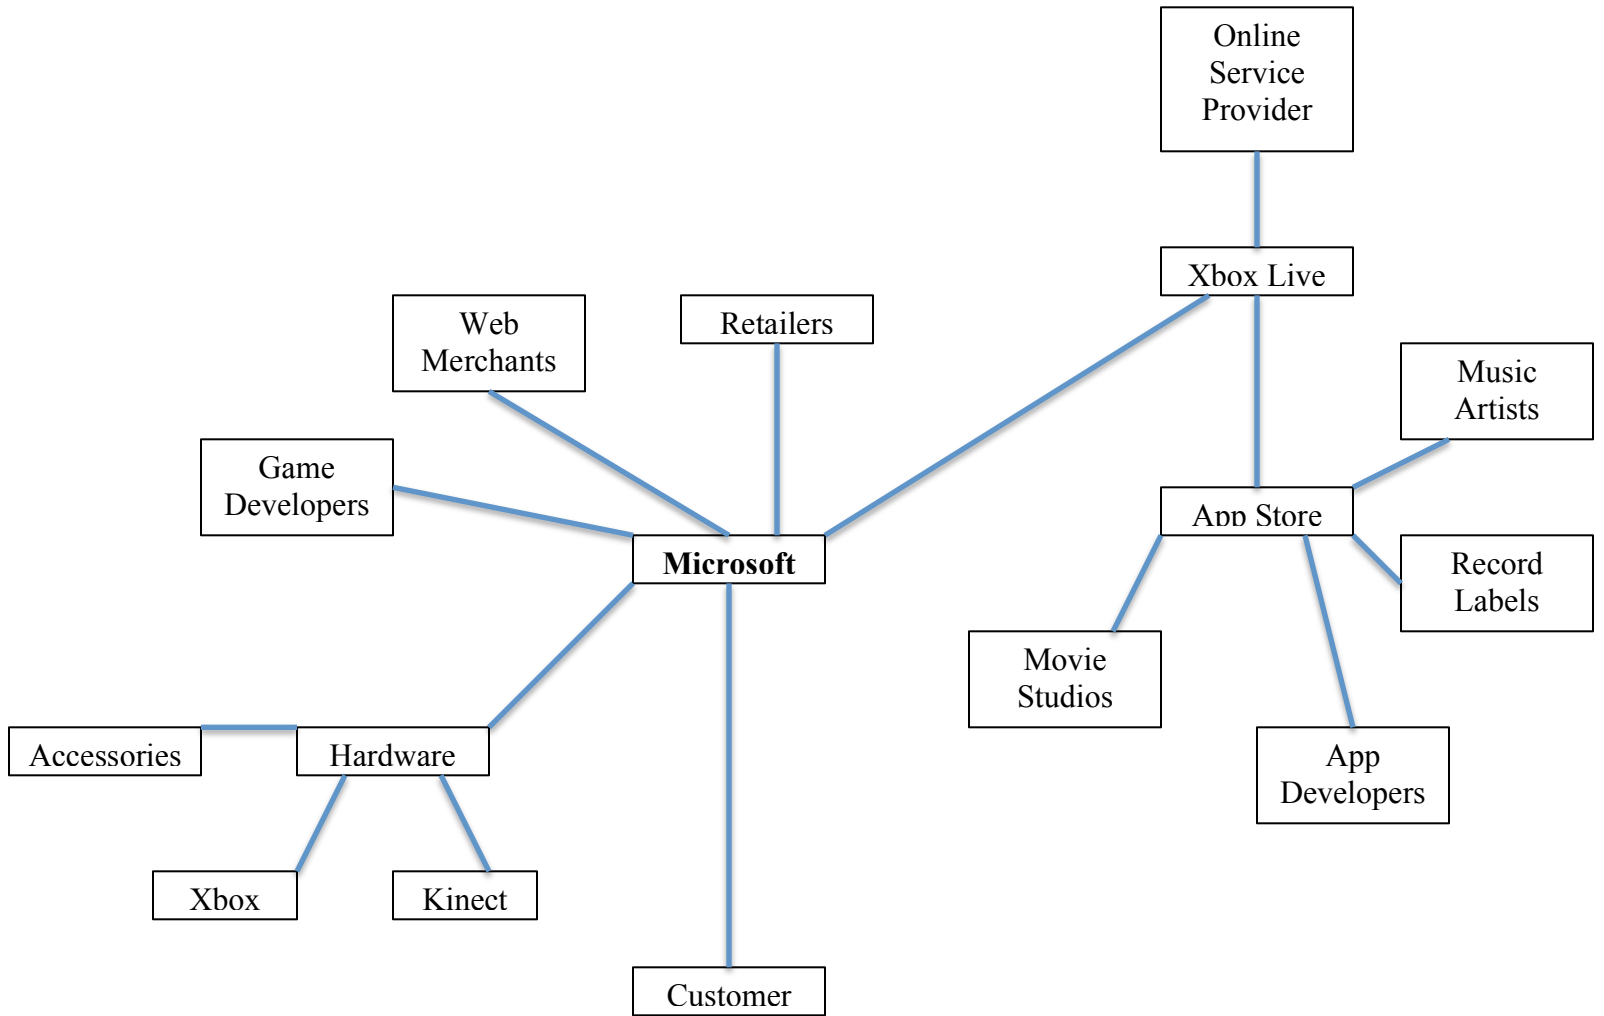 Online
Service
Provider
Xbox Live
Web
Merchants
Retailers
Music
Artists
Game
Developers
App Store
Microsoft
Record
Labels
Movie
Studios
Accessories
Hardware
App
Developers
Xbox
Kinect
Customer